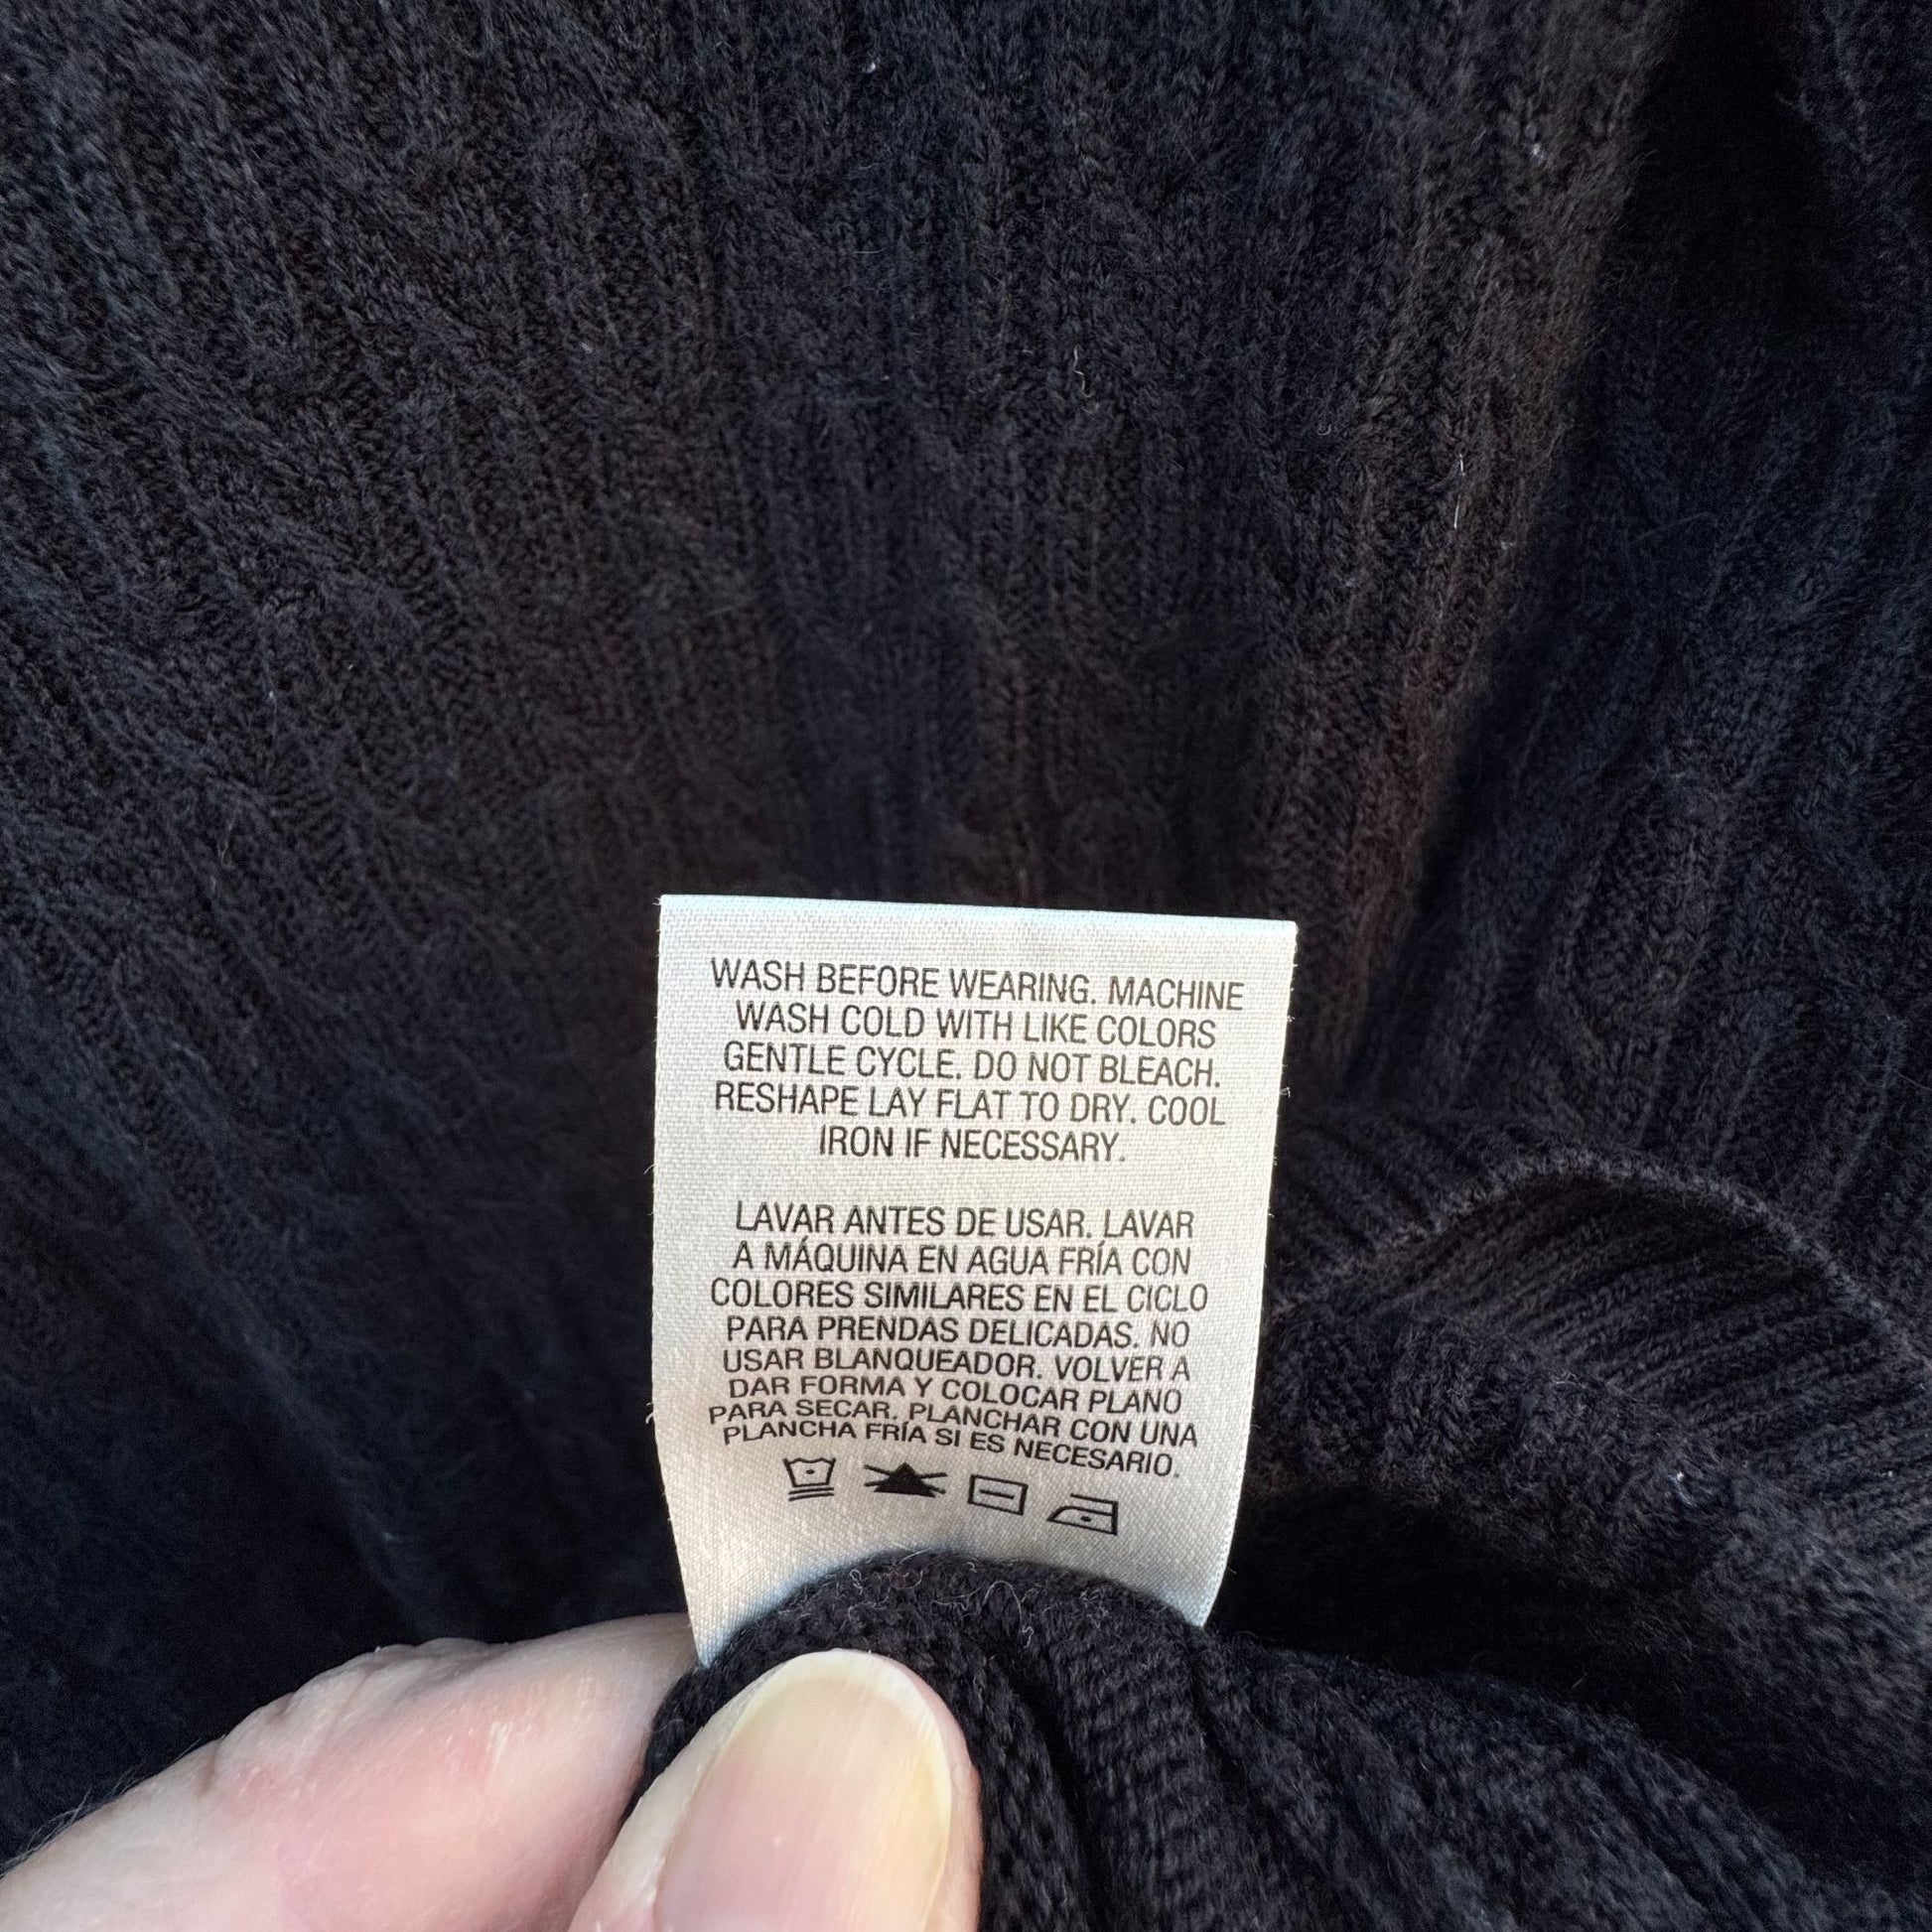 WASH BEFORE WEARING. MACHINE
WASH COLD WITH LIKE COLORS
GENTLE CYCLE. DO NOT BLEACH.
RESHAPE LAY FLAT TO DRY. COOL
IRON IF NECESSARY.
LAVAR ANTES DE USAR. LAVAR
A MÁQUINA EN AGUA FRÍA CON
COLORES SIMILARES EN EL CICLO
PARA PRENDAS DELICADAS. NO
USAR BLANQUEADOR. VOLVER A
DAR FORMA Y COLOCAR PLANO
PARA SECAR. PLANCHAR CON UNA
PLANCHA FRÍA SI ES NECESARIO.